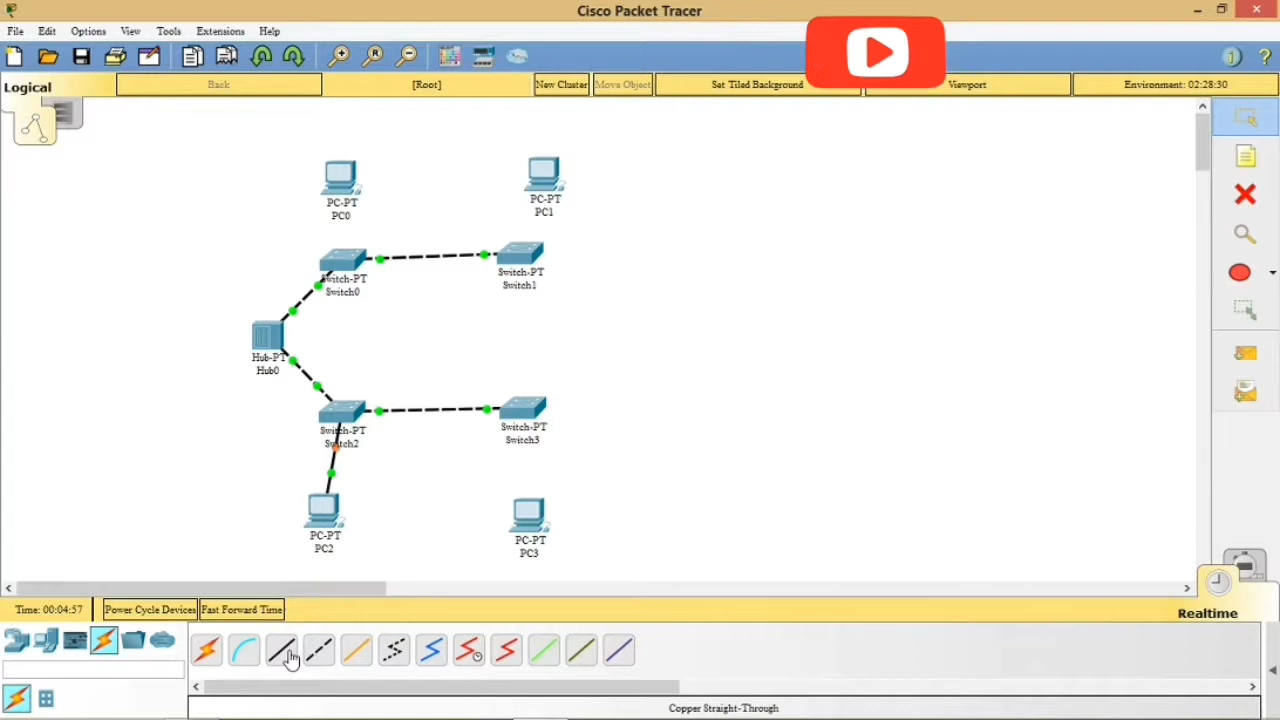 Cisco Packet Tracer
File Edit Options View Tools Extensions Help
Logical
Back
[Root]
New Cluster
Move Object
Set Tiled Background
Viewport
Environment: 02:28:30
PC-PT
PC0
PC-PT
PC1
Switch-PT
Switch0
Switch-PT
Switch1
Hub-PT
Hub0
Switch-PT
Switch2
Switch-PT
Switch3
PC-PT
PC2
PC-PT
PC3
Time: 00:04:57
Power Cycle Devices
Fast Forward Time
Realtime
Copper Straight-Through